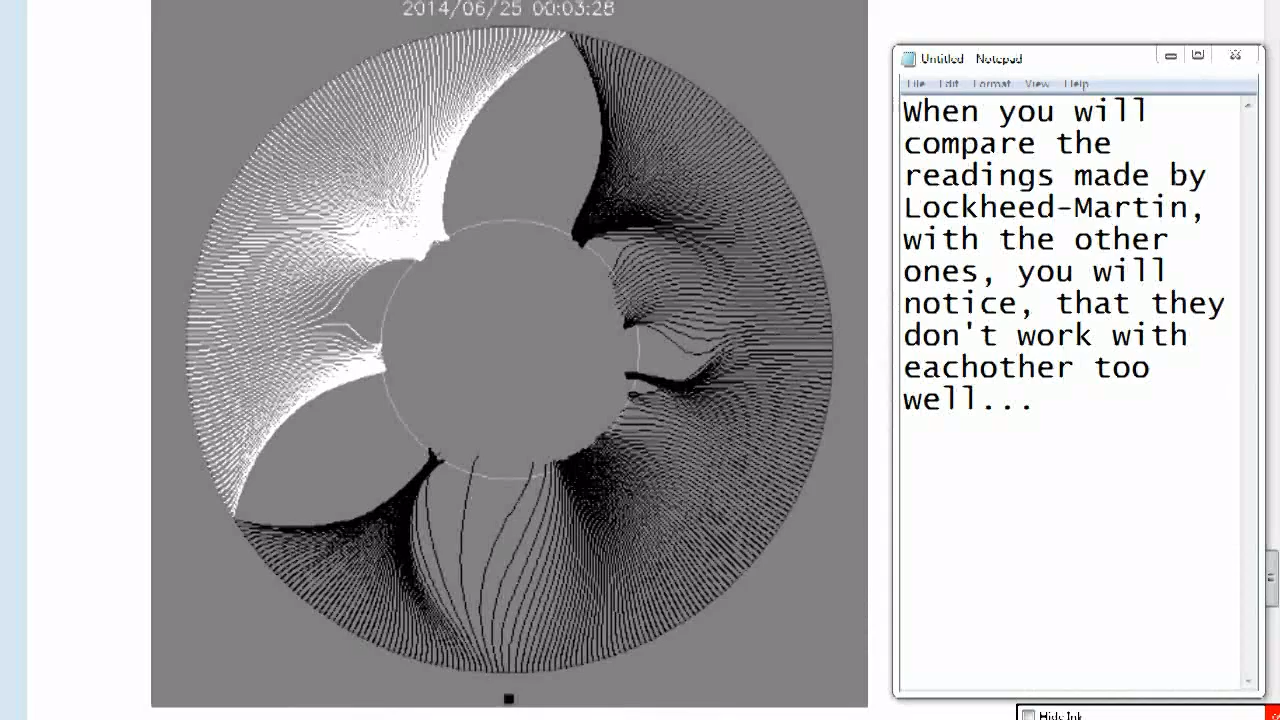 2014/06/25 00:03:28
Untitled - Notepad
File Edit Format View Help
When you will
compare the
readings made by
Lockheed-Martin,
with the other
ones, you will
notice, that they
don't work with
eachother too
well...
Hide Ink